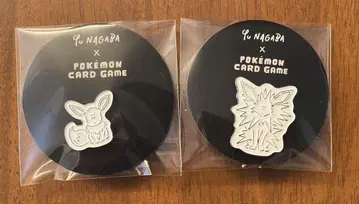 Yu NAGABA
×
POKÉMON
CARD GAME
Yu NAGABA
×
POKÉMON
CARD GAME